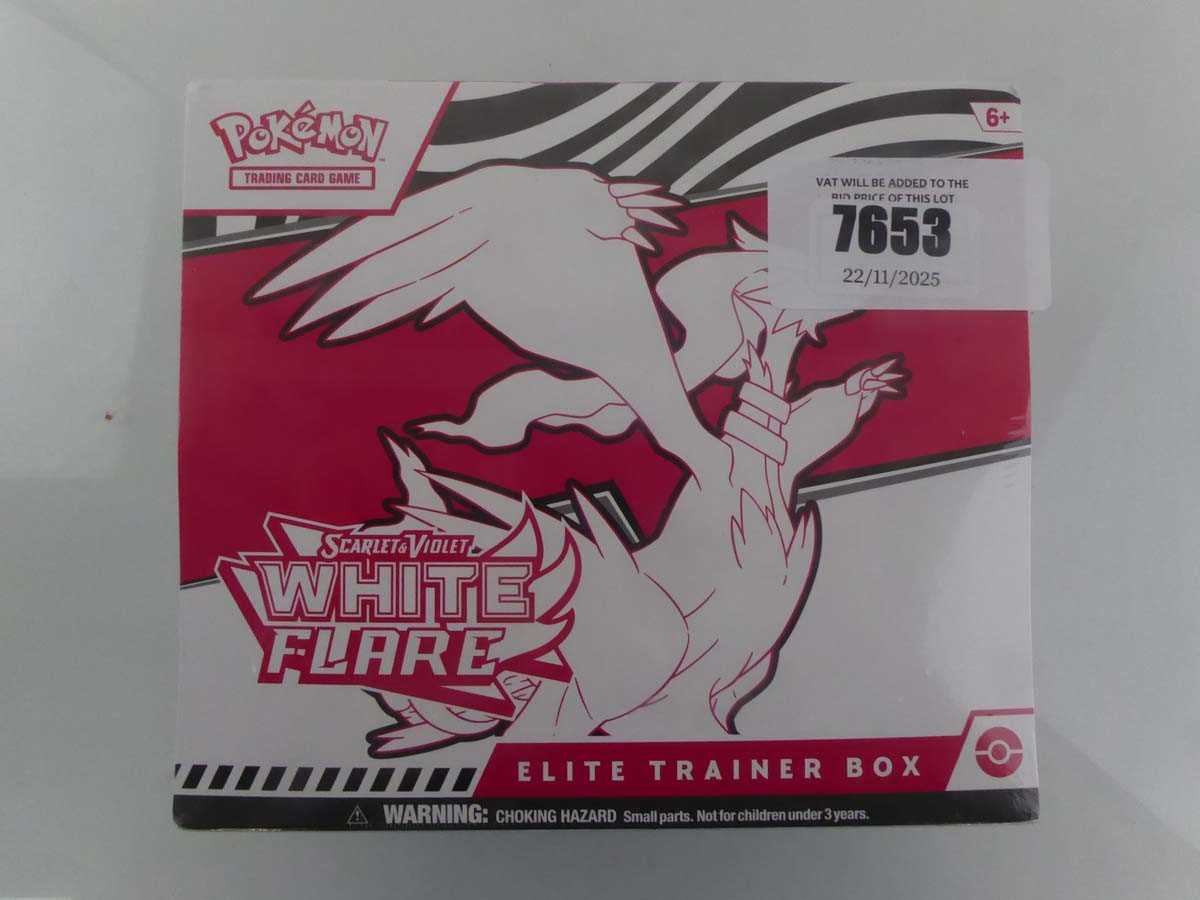 POKéMON
TRADING CARD GAME
6+
VAT WILL BE ADDED TO THE
BID PRICE OF THIS LOT
7653
22/11/2025
SCARLET & VIOLET
WHITE
FLARE
ELITE TRAINER BOX
WARNING: CHOKING HAZARD Small parts. Not for children under 3 years.